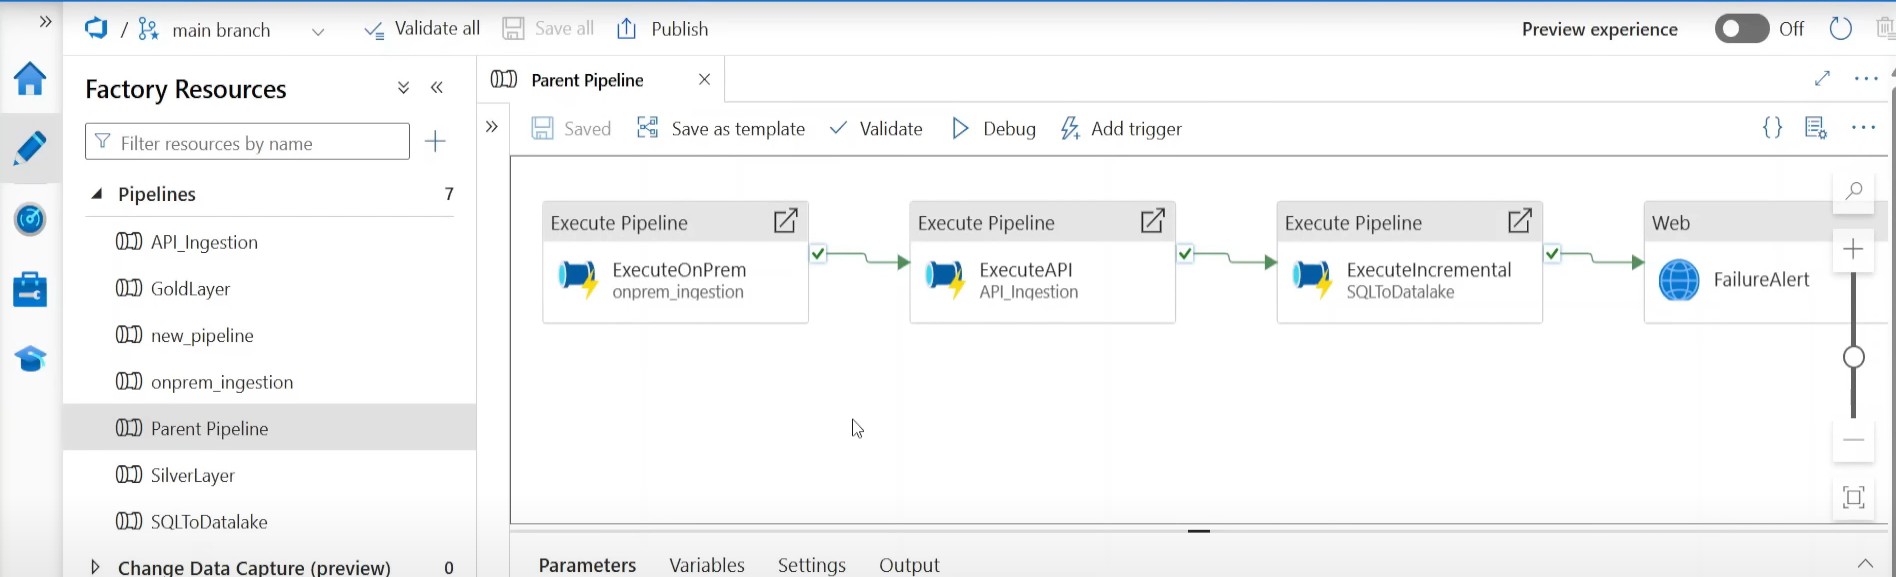 / main branch Validate all Save all Publish Preview experience Off
Factory Resources
Filter resources by name
Pipelines 7
API_Ingestion
GoldLayer
new_pipeline
onprem_ingestion
Parent Pipeline
SilverLayer
SQLToDatalake
Change Data Capture (preview) 0
Parent Pipeline
Saved Save as template Validate Debug Add trigger
Execute Pipeline
ExecuteOnPrem
onprem_ingestion
Execute Pipeline
ExecuteAPI
API_Ingestion
Execute Pipeline
ExecuteIncremental
SQLToDatalake
Web
FailureAlert
Parameters Variables Settings Output